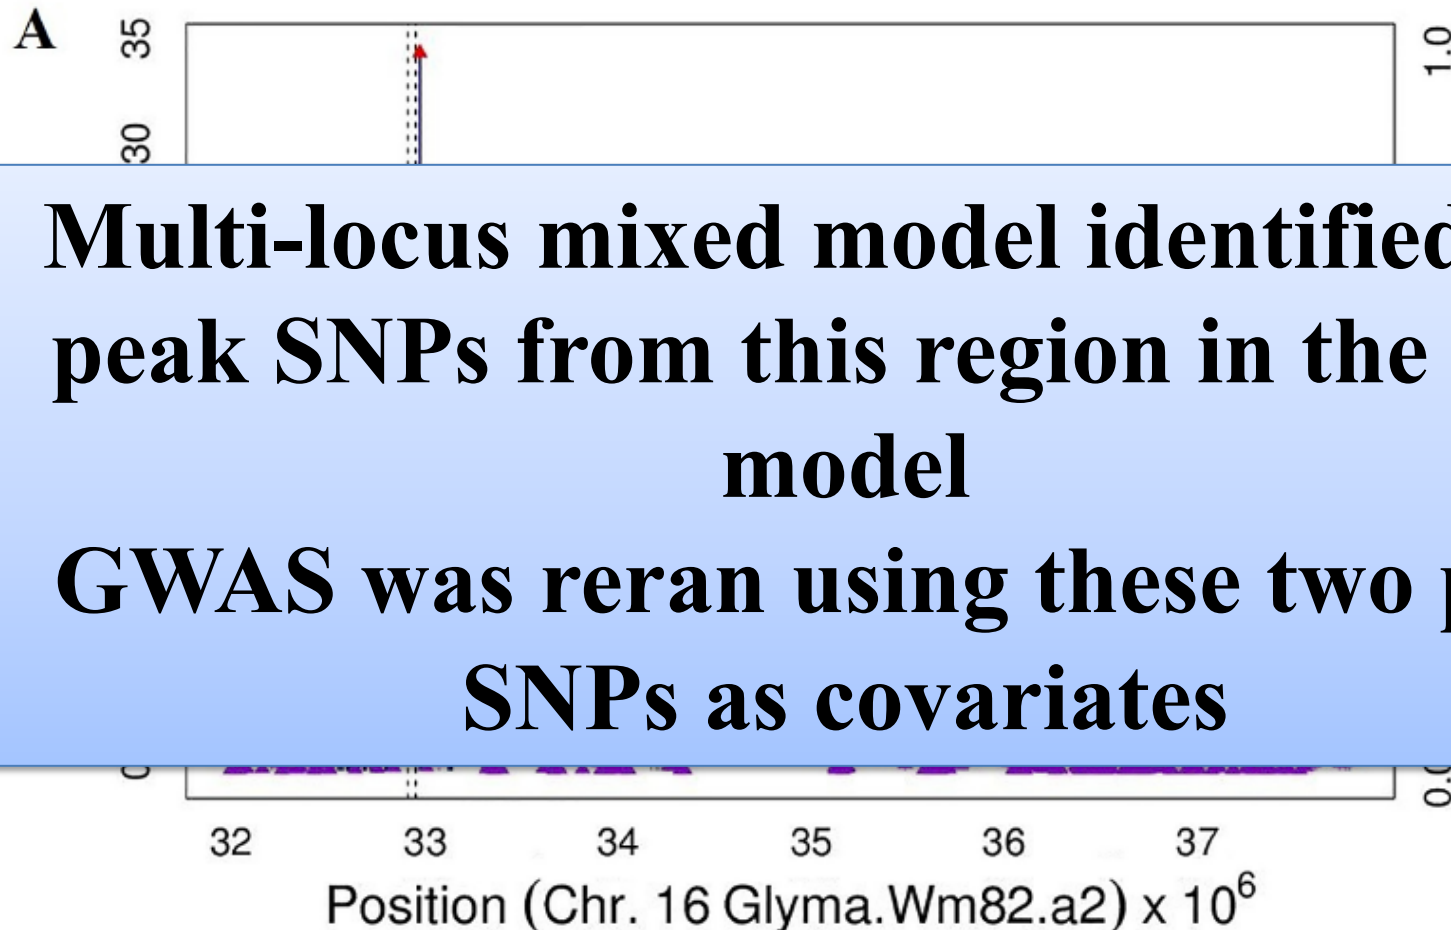 A
35
1.0
30
Multi-locus mixed model identified
peak SNPs from this region in the
model
GWAS was reran using these two
SNPs as covariates
32 33 34 35 36 37
Position (Chr. 16 Glyma.Wm82.a2) x 10⁶